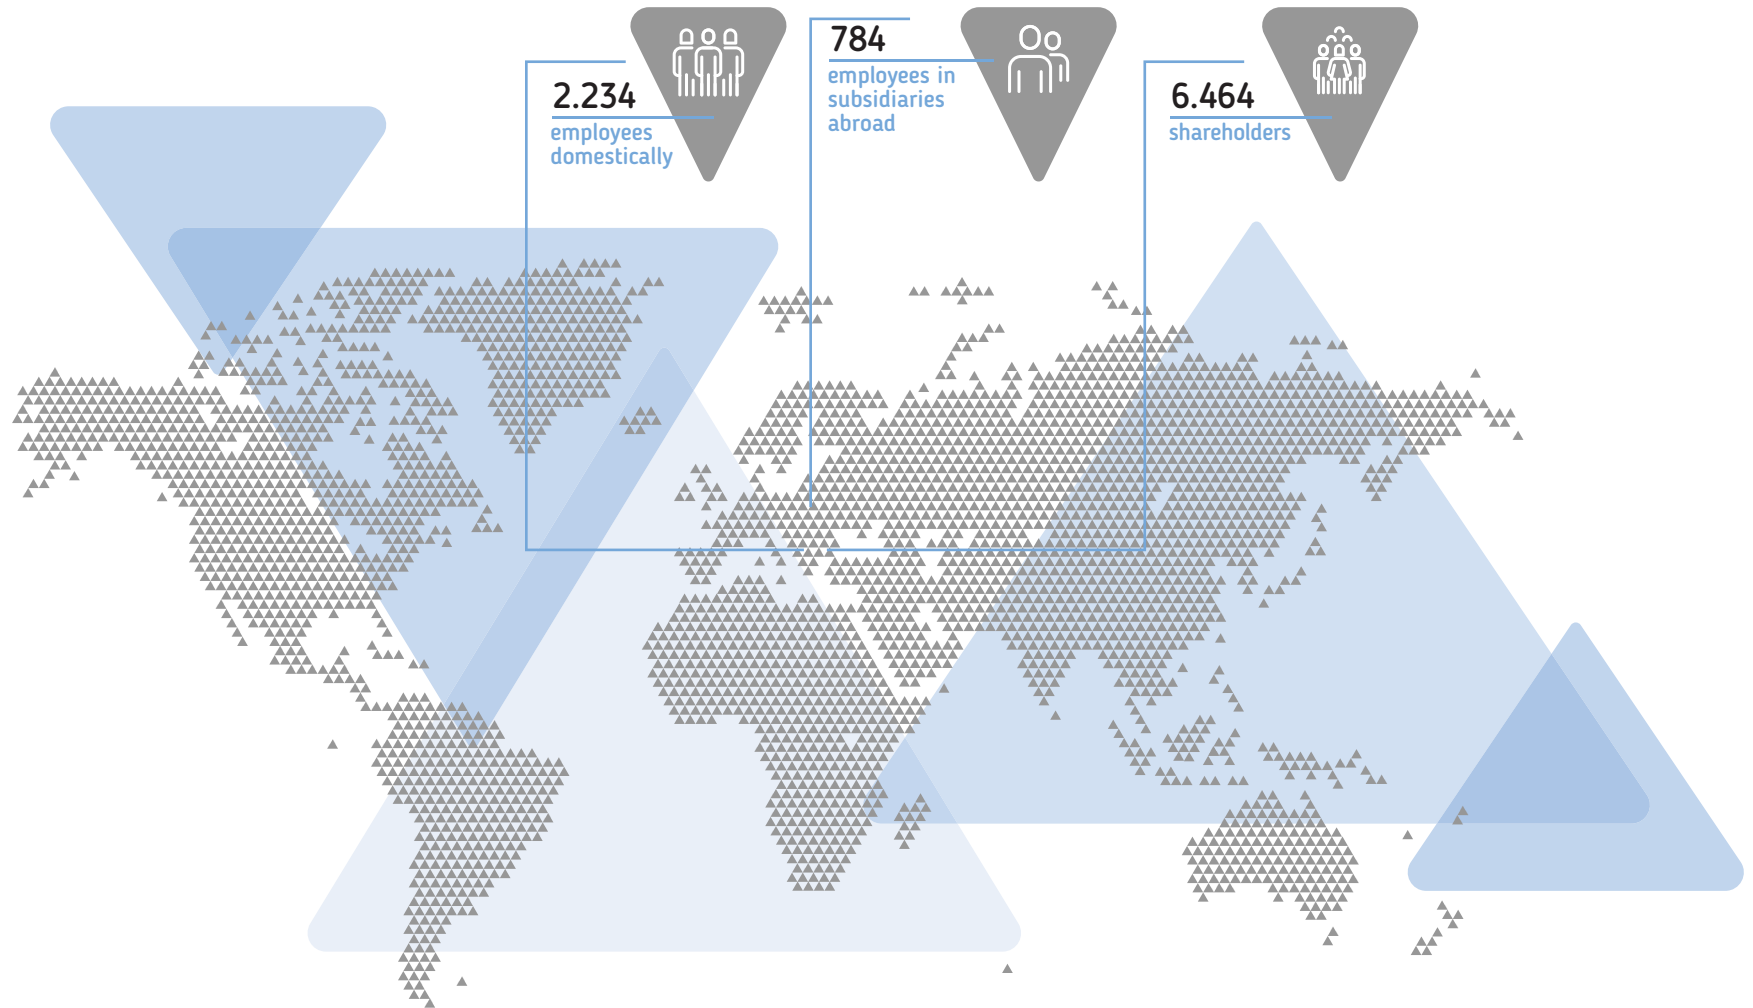 2.234
employees
domestically
784
employees in
subsidiaries
abroad
6.464
shareholders